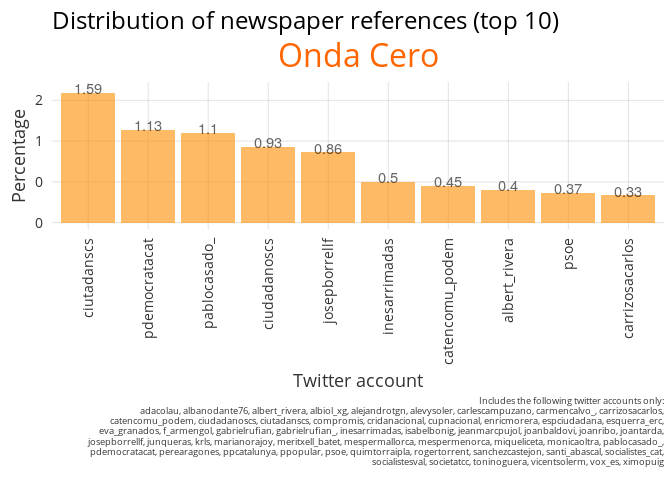 Distribution of newspaper references (top 10)
Onda Cero
Percentage
2
1
0
0
1.59
1.13
1.1
0.93
0.86
0.5
0.45
0.4
0.37
0.33
ciutadanscs
pdemocratacat
pablocasado_
ciudadanoscs
josepborrellf
inesarrimadas
catencomu_podem
albert_rivera
psoe
carrizosacarlos
Twitter account
Includes the following twitter accounts only:
adacolau, albanodante76, albert_rivera, albiol_xg, alejandrotgn, alevysoler, carlescampuzano, carmencalvo_, carrizosacarlos,
catencomu_podem, ciudadanoscs, ciutadanscs, compromis, cridanacional, cupnacional, enricmorera, espciudadana, esquerra_erc,
eva_granados, f_armengol, gabrielrufian, gabrielrufian_, inesarrimadas, isabelbonig, jeanmarcpujol, joanbaldovi, joanribo, joantarda,
josepborrellf, junqueras, krls, marianorajoy, meritxell_batet, mespermallorca, mespermenorca, miqueliceta, monicaoltra, pablocasado_,
pdemocratacat, perearagones, ppcatalunya, ppopular, psoe, quimtorraipla, rogertorrent, sanchezcastejon, santi_abascal, socialistes_cat,
socialistesval, societatcc, toninoguera, vicentsolerm, vox_es, ximopuig